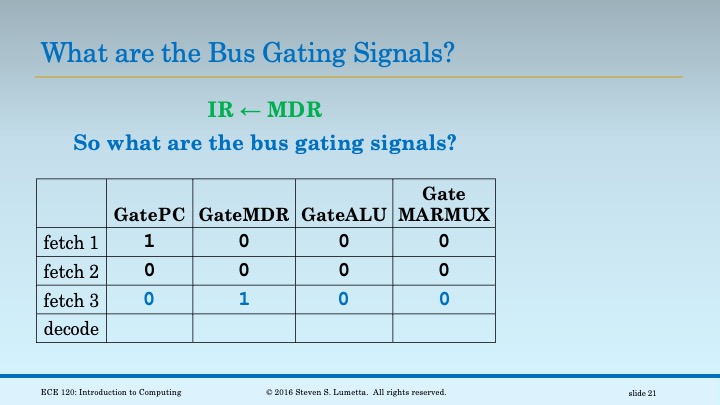 What are the Bus Gating Signals?
IR ← MDR
So what are the bus gating signals?
GatePC GateMDR GateALU Gate MARMUX
fetch 1 1 0 0 0
fetch 2 0 0 0 0
fetch 3 0 1 0 0
decode
ECE 120: Introduction to Computing © 2016 Steven S. Lumetta. All rights reserved. slide 21